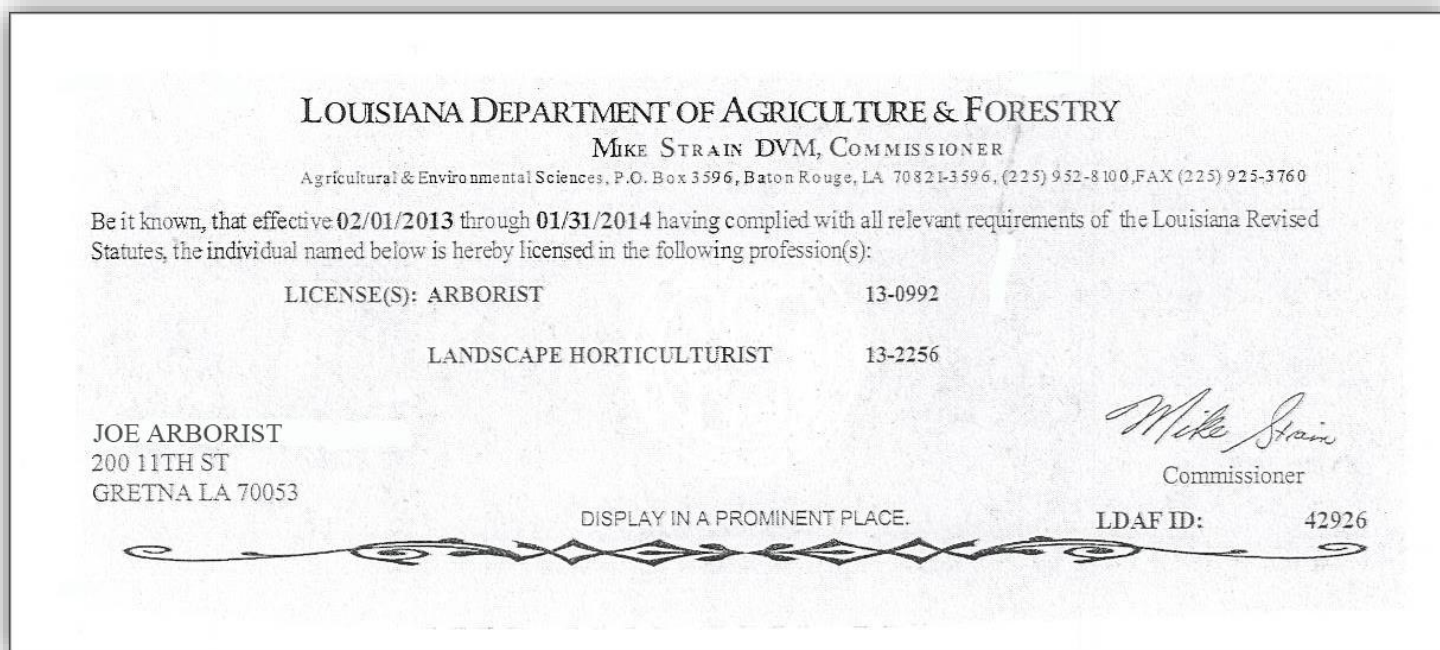 LOUISIANA DEPARTMENT OF AGRICULTURE & FORESTRY
MIKE STRAIN DVM, COMMISSIONER
Agricultural & Environmental Sciences, P.O. Box 3596, Baton Rouge, LA 70821-3596, (225) 952-8100, FAX (225) 925-3760
Be it known, that effective 02/01/2013 through 01/31/2014 having complied with all relevant requirements of the Louisiana Revised
Statutes, the individual named below is hereby licensed in the following profession(s):
LICENSE(S): ARBORIST 13-0992
LANDSCAPE HORTICULTURIST 13-2256
JOE ARBORIST
200 11TH ST
GRETNA LA 70053
Mike Strain
Commissioner
DISPLAY IN A PROMINENT PLACE.
LDAF ID: 42926